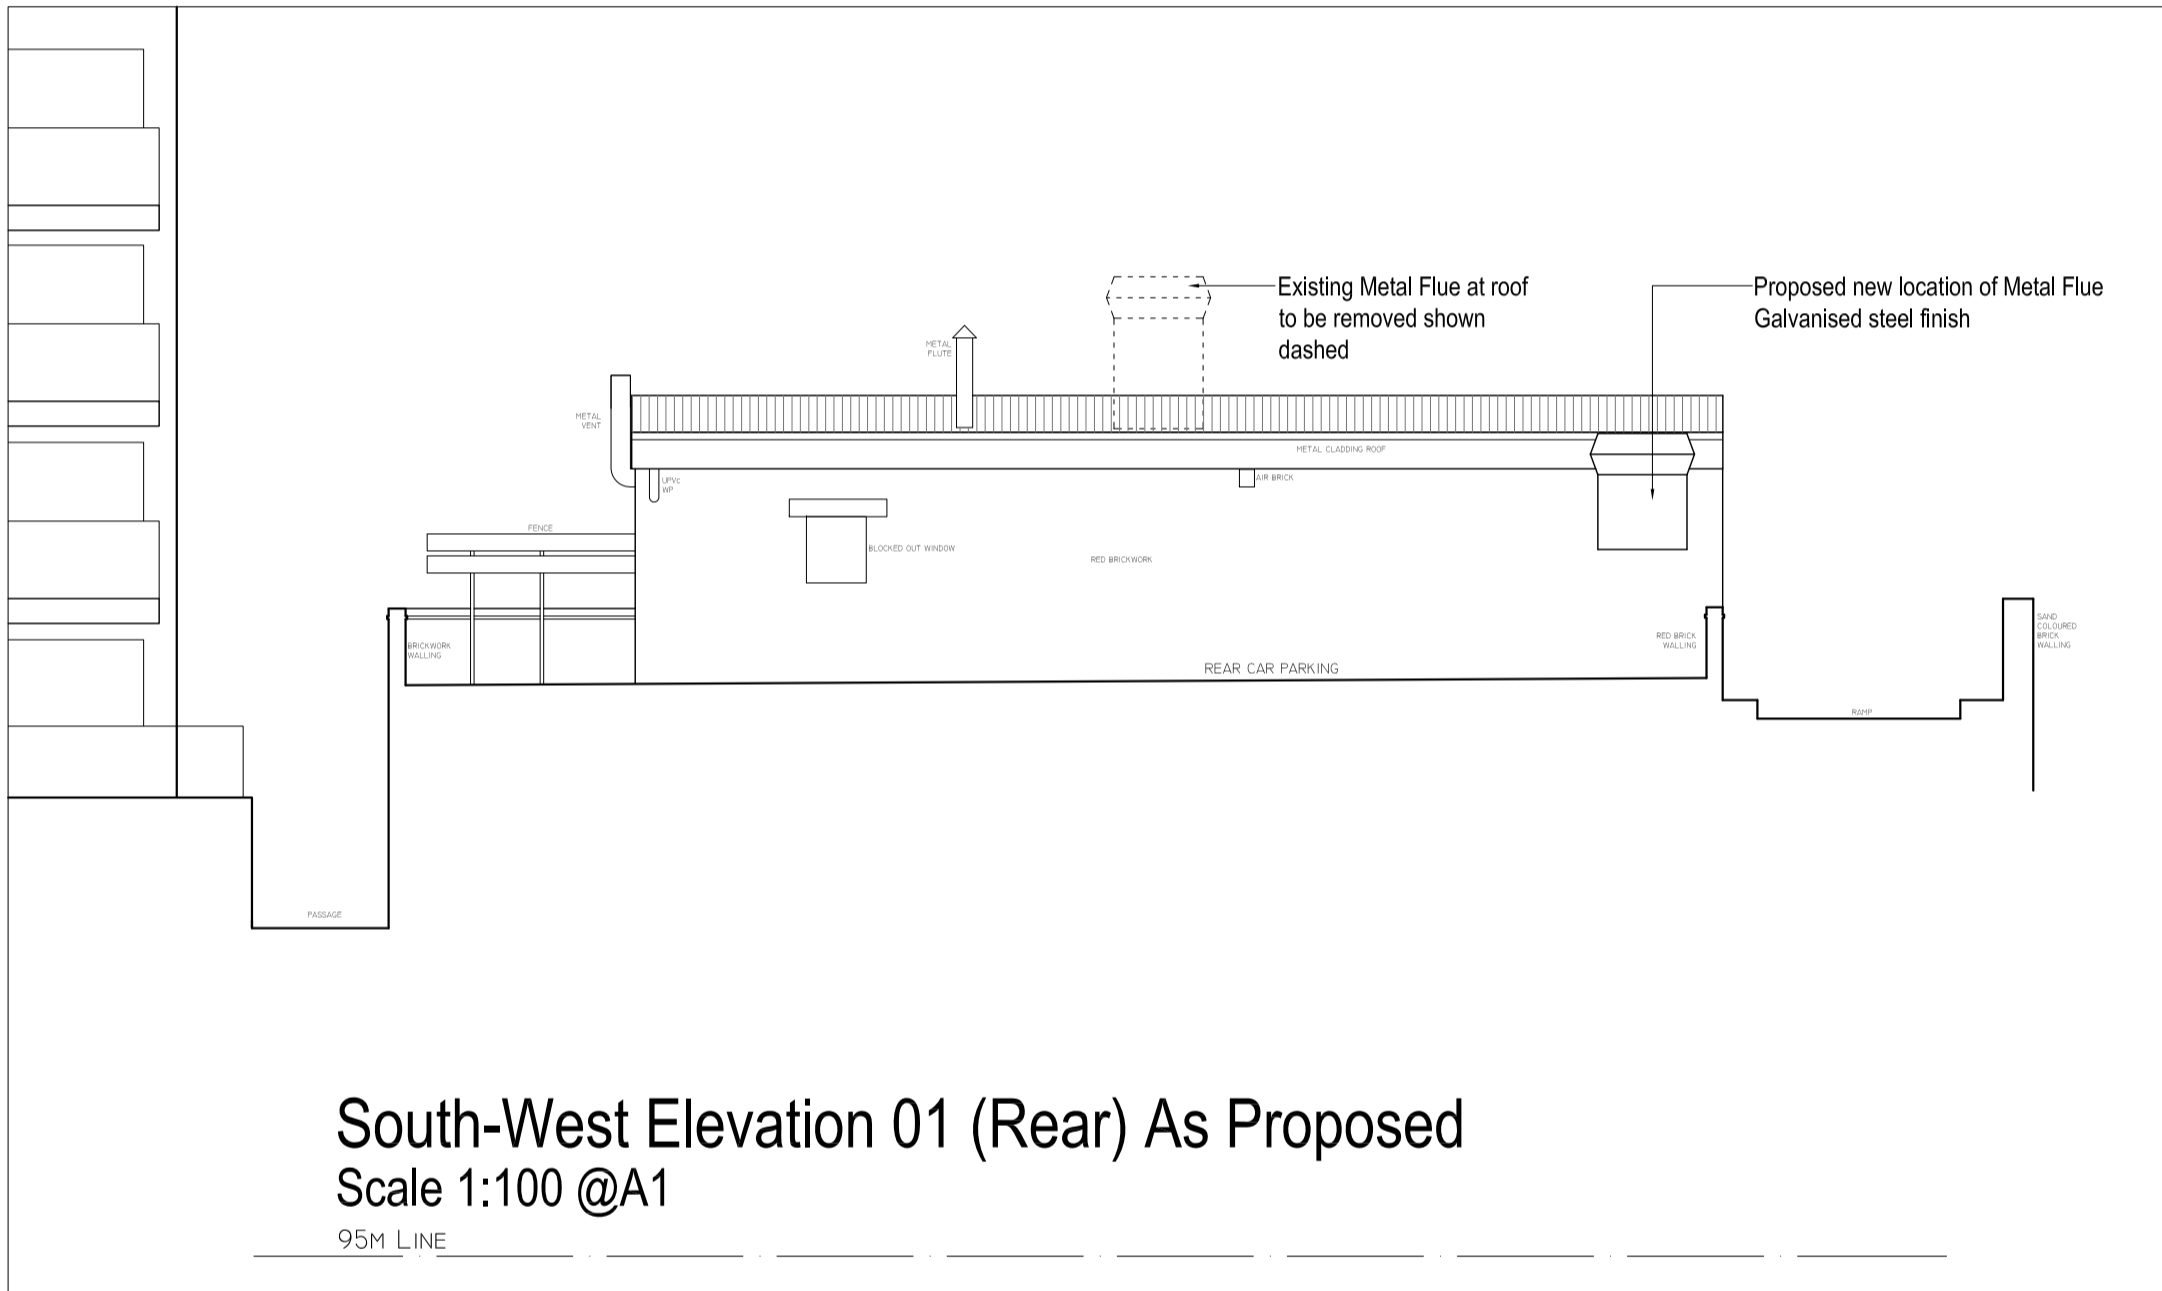 Existing Metal Flue at roof
to be removed shown
dashed
Proposed new location of Metal Flue
Galvanised steel finish
METAL
FLUTE
METAL
VENT
METAL CLADDING ROOF
UPVc
WP
AIR BRICK
FENCE
BLOCKED OUT WINDOW
RED BRICKWORK
BRICKWORK
WALLING
REAR CAR PARKING
RED BRICK
WALLING
SAND
COLOURED
BRICK
WALLING
RAMP
PASSAGE
South-West Elevation 01 (Rear) As Proposed
Scale 1:100 @A1
95M LINE